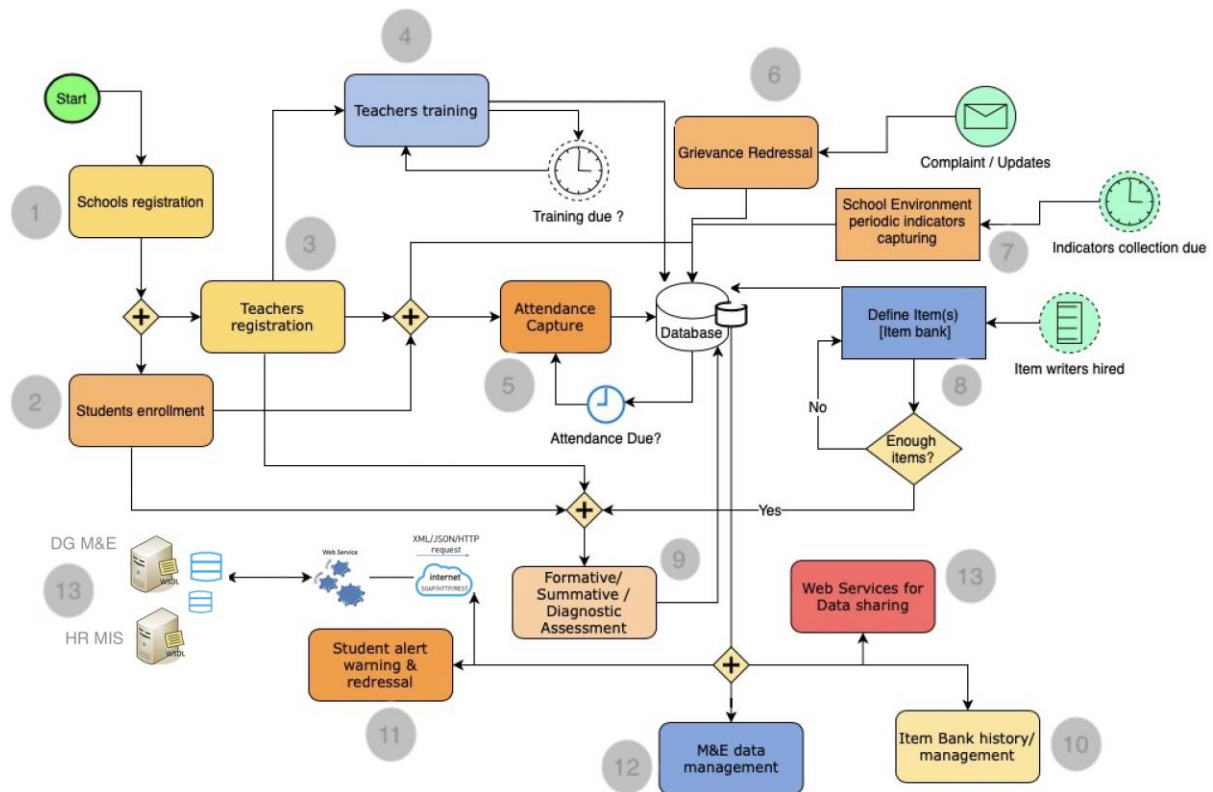 4
6
Start
Teachers training
Grievance Redressal
Complaint / Updates
1
Schools registration
3
Training due ?
School Environment
periodic indicators
capturing
7
Indicators collection due
Teachers
registration
Attendance
Capture
Database
Define Item(s)
[Item bank]
Item writers hired
2
Students enrollment
5
Attendance Due?
8
No
Enough
items?
Yes
DG M&E
13
HR MIS
WSDL
WSDL
Web Service
XML/JSON/HTTP
request
internet
SOAP/HTTP/REST
9
Formative/
Summative /
Diagnostic
Assessment
Web Services for
Data sharing
13
Student alert
warning &
redressal
11
M&E data
management
12
Item Bank history/
management
10